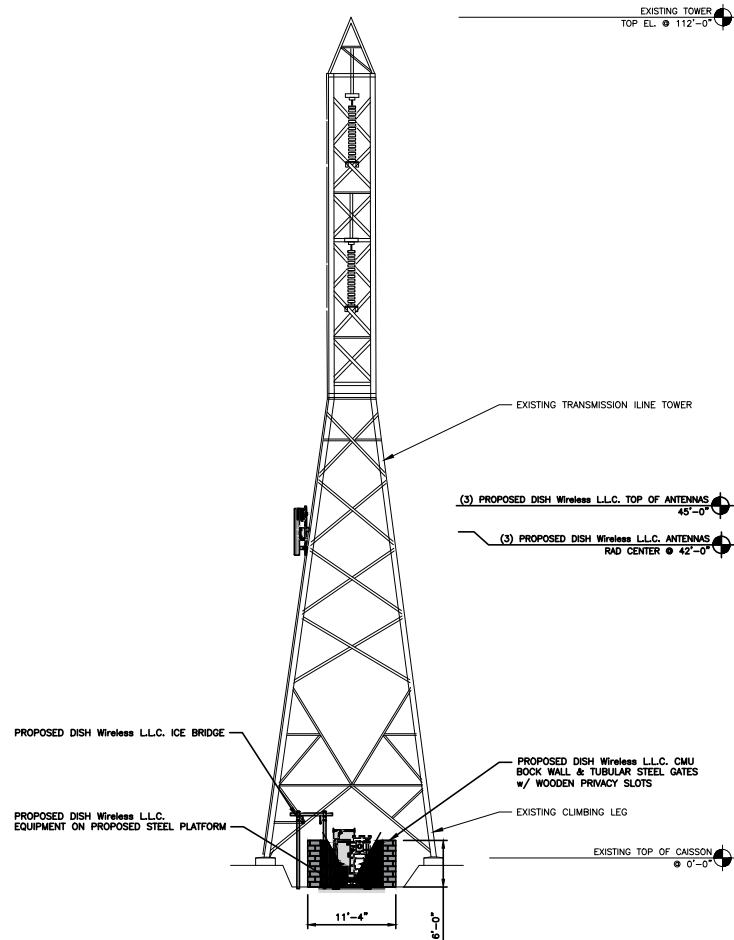 EXISTING TOWER
TOP EL. @ 112'-0"
EXISTING TRANSMISSION ILINE TOWER
(3) PROPOSED DISH Wireless L.L.C. TOP OF ANTENNAS
45'-0"
(3) PROPOSED DISH Wireless L.L.C. ANTENNAS
RAD CENTER @ 42'-0"
PROPOSED DISH Wireless L.L.C. ICE BRIDGE
PROPOSED DISH Wireless L.L.C. CMU
BOCK WALL & TUBULAR STEEL GATES
w/ WOODEN PRIVACY SLOTS
PROPOSED DISH Wireless L.L.C.
EQUIPMENT ON PROPOSED STEEL PLATFORM
EXISTING CLIMBING LEG
EXISTING TOP OF CAISSON
@ 0'-0"
11'-4"
6'-0"